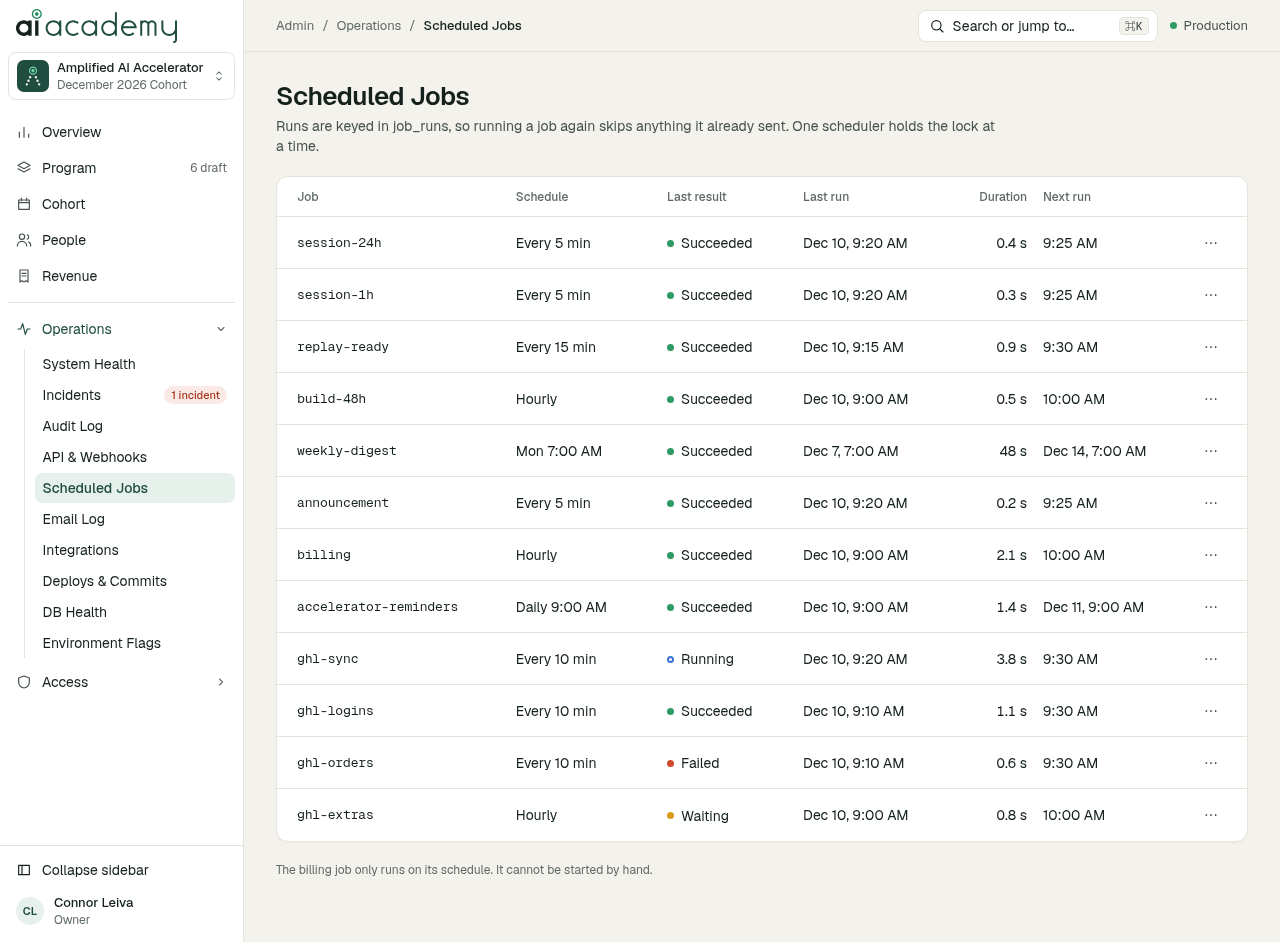 ai academy
Amplified AI Accelerator
December 2026 Cohort
Overview
Program 6 draft
Cohort
People
Revenue
Operations
System Health
Incidents 1 incident
Audit Log
API & Webhooks
Scheduled Jobs
Email Log
Integrations
Deploys & Commits
DB Health
Environment Flags
Access
Collapse sidebar
CL
Connor Leiva
Owner
Admin / Operations / Scheduled Jobs
Search or jump to... ⌘K
Production
Scheduled Jobs
Runs are keyed in job_runs, so running a job again skips anything it already sent. One scheduler holds the lock at
a time.
Job Schedule Last result Last run Duration Next run
session-24h Every 5 min Succeeded Dec 10, 9:20 AM 0.4 s 9:25 AM ...
session-1h Every 5 min Succeeded Dec 10, 9:20 AM 0.3 s 9:25 AM ...
replay-ready Every 15 min Succeeded Dec 10, 9:15 AM 0.9 s 9:30 AM ...
build-48h Hourly Succeeded Dec 10, 9:00 AM 0.5 s 10:00 AM ...
weekly-digest Mon 7:00 AM Succeeded Dec 7, 7:00 AM 48 s Dec 14, 7:00 AM ...
announcement Every 5 min Succeeded Dec 10, 9:20 AM 0.2 s 9:25 AM ...
billing Hourly Succeeded Dec 10, 9:00 AM 2.1 s 10:00 AM ...
accelerator-reminders Daily 9:00 AM Succeeded Dec 10, 9:00 AM 1.4 s Dec 11, 9:00 AM ...
ghl-sync Every 10 min Running Dec 10, 9:20 AM 3.8 s 9:30 AM ...
ghl-logins Every 10 min Succeeded Dec 10, 9:10 AM 1.1 s 9:30 AM ...
ghl-orders Every 10 min Failed Dec 10, 9:10 AM 0.6 s 9:30 AM ...
ghl-extras Hourly Waiting Dec 10, 9:00 AM 0.8 s 10:00 AM ...
The billing job only runs on its schedule. It cannot be started by hand.